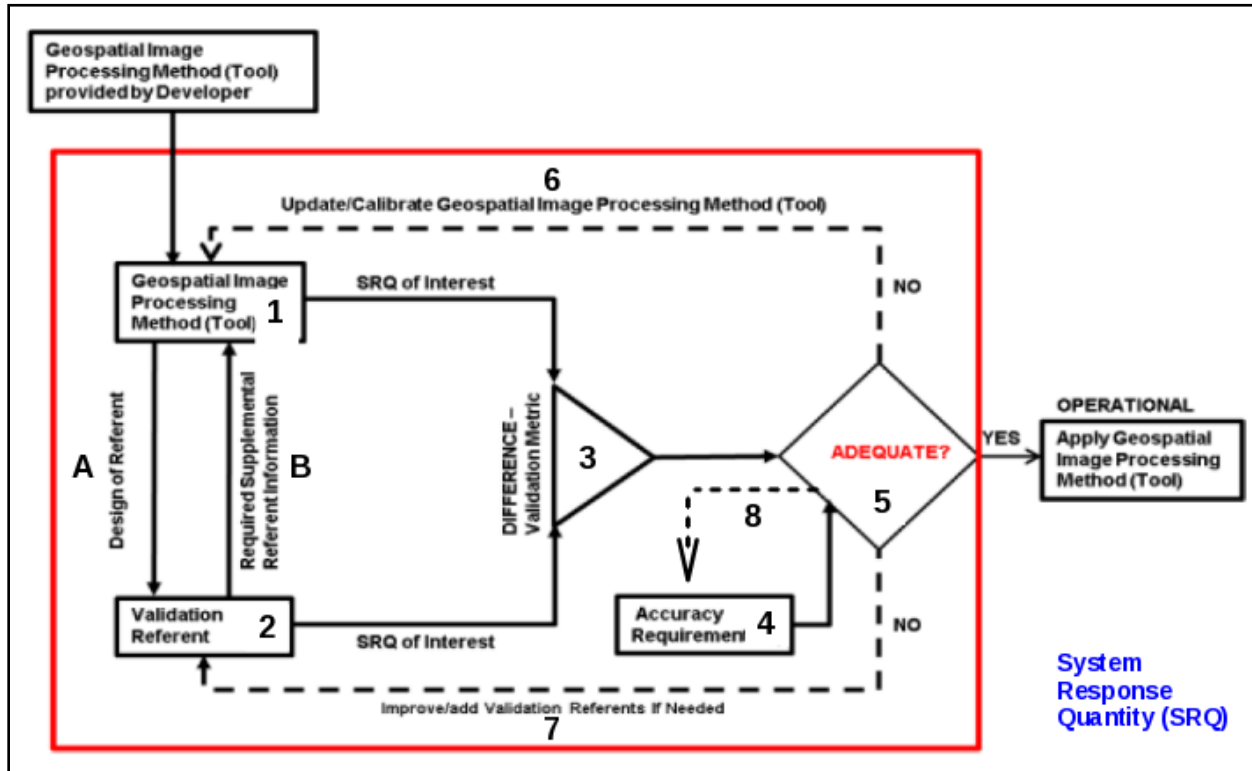 Geospatial Image
Processing Method (Tool)
provided by Developer
6
Update/Calibrate Geospatial Image Processing Method (Tool)
Geospatial Image
Processing
Method (Tool)
1
SRQ of Interest
NO
A
Design of Referent
Required Supplemental
Referent Information
B
DIFFERENCE –
Validation Metric
3
ADEQUATE?
5
YES
OPERATIONAL
Apply Geospatial
Image Processing
Method (Tool)
8
Validation
Referent
2
SRQ of Interest
Accuracy
Requirement
4
NO
Improve/add Validation Referents If Needed
7
System
Response
Quantity (SRQ)